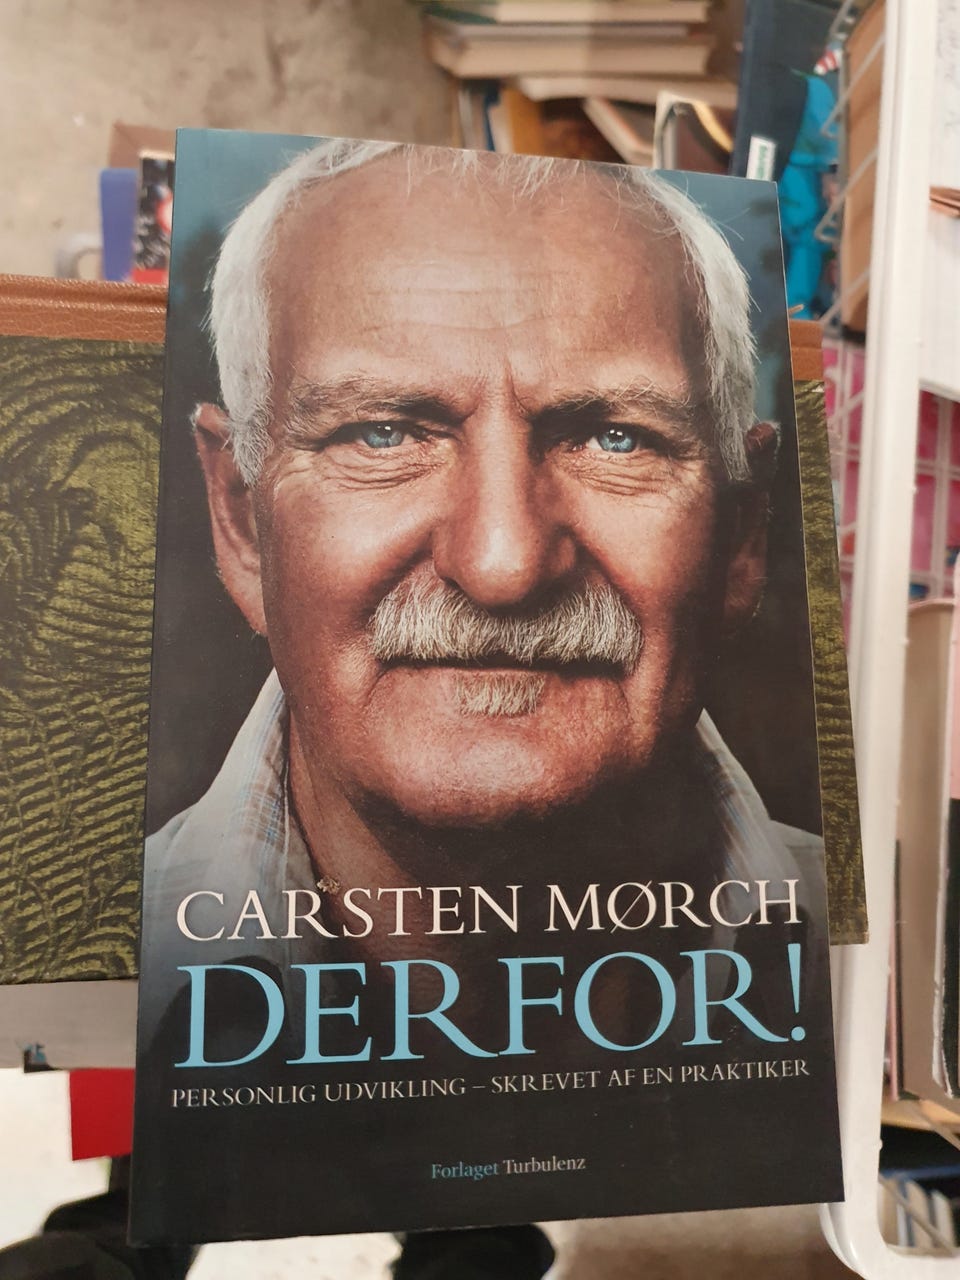 CARSTEN MØRCH
DERFOR!
PERSONLIG UDVIKLING – SKREVET AF EN PRAKTIKER
Forlaget Turbulenz